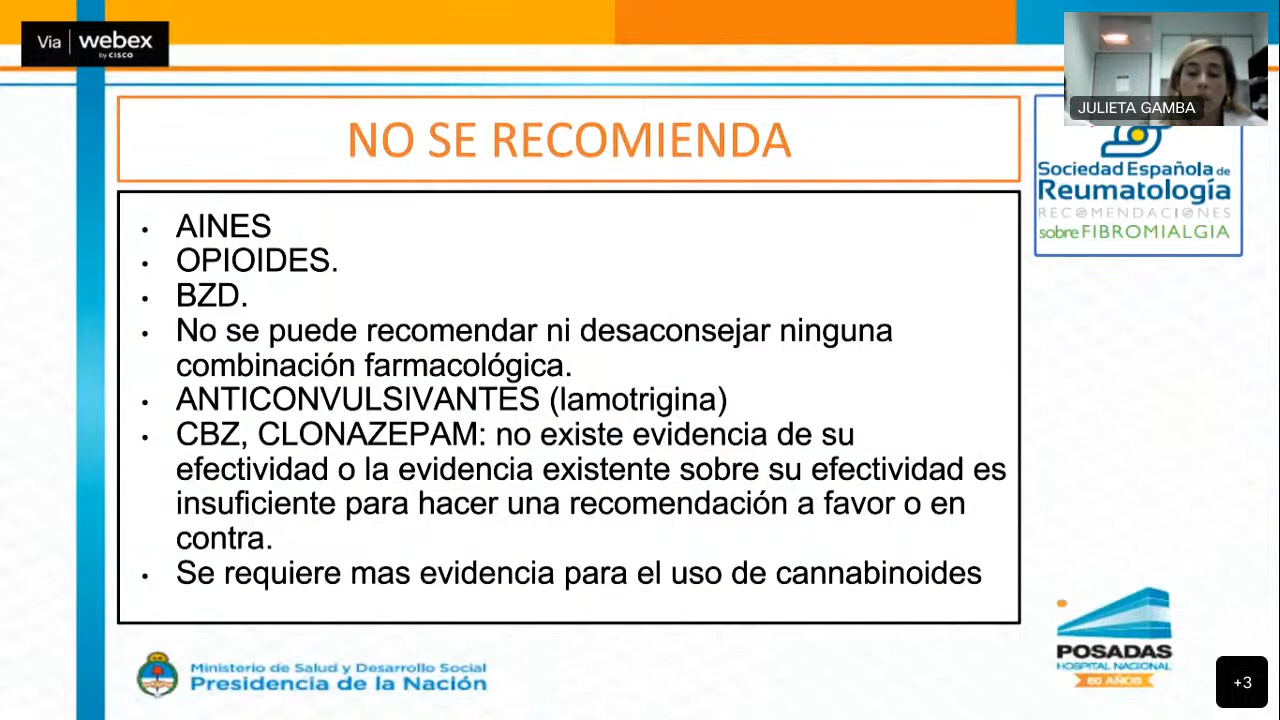 Via webex
by CISCO
JULIETA GAMBA
NO SE RECOMIENDA
Sociedad Española de
Reumatología
RECOMENDACIONES
sobre FIBROMIALGIA
• AINES
• OPIOIDES.
• BZD.
• No se puede recomendar ni desaconsejar ninguna
combinación farmacológica.
• ANTICONVULSIVANTES (lamotrigina)
• CBZ, CLONAZEPAM: no existe evidencia de su
efectividad o la evidencia existente sobre su efectividad es
insuficiente para hacer una recomendación a favor o en
contra.
• Se requiere mas evidencia para el uso de cannabinoides
Ministerio de Salud y Desarrollo Social
Presidencia de la Nación
POSADAS
HOSPITAL NACIONAL
60 AÑOS
+3